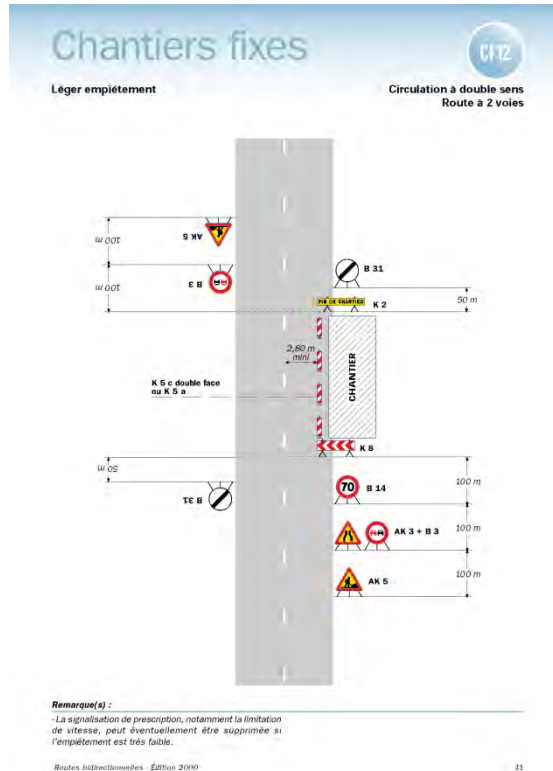 Chantiers fixes
CF12
Léger empiétement
Circulation à double sens
Route à 2 voies
100 m
AK 5
100 m
B 3
B 31
FIN DE CHANTIER
K 2
50 m
2,80 m
mini
CHANTIER
K 5 c double face
ou K 5 a
K 8
50 m
B 31
70
B 14
100 m
AK 3 + B 3
100 m
AK 5
100 m
Remarque(s) :
- La signalisation de prescription, notamment la limitation
de vitesse, peut éventuellement être supprimée si
l'empiétement est très faible.
Routes bidirectionnelles - Édition 2000
41